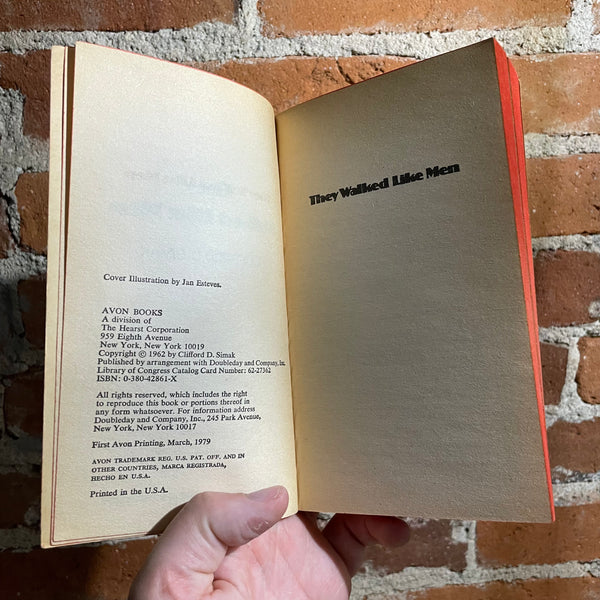 Cover Illustration by Jan Esteves.
AVON BOOKS
A division of
The Hearst Corporation
959 Eighth Avenue
New York, New York 10019
Copyright © 1962 by Clifford D. Simak
Published by arrangement with Doubleday and Company, Inc.
Library of Congress Catalog Card Number: 62-27362
ISBN: 0-380-42861-X
All rights reserved, which includes the right
to reproduce this book or portions thereof in
any form whatsoever. For information address
Doubleday and Company, Inc., 245 Park Avenue,
New York, New York 10017
First Avon Printing, March, 1979
AVON TRADEMARK REG. U.S. PAT. OFF. AND IN
OTHER COUNTRIES, MARCA REGISTRADA,
HECHO EN U.S.A.
Printed in the U.S.A.
They Walked Like Men